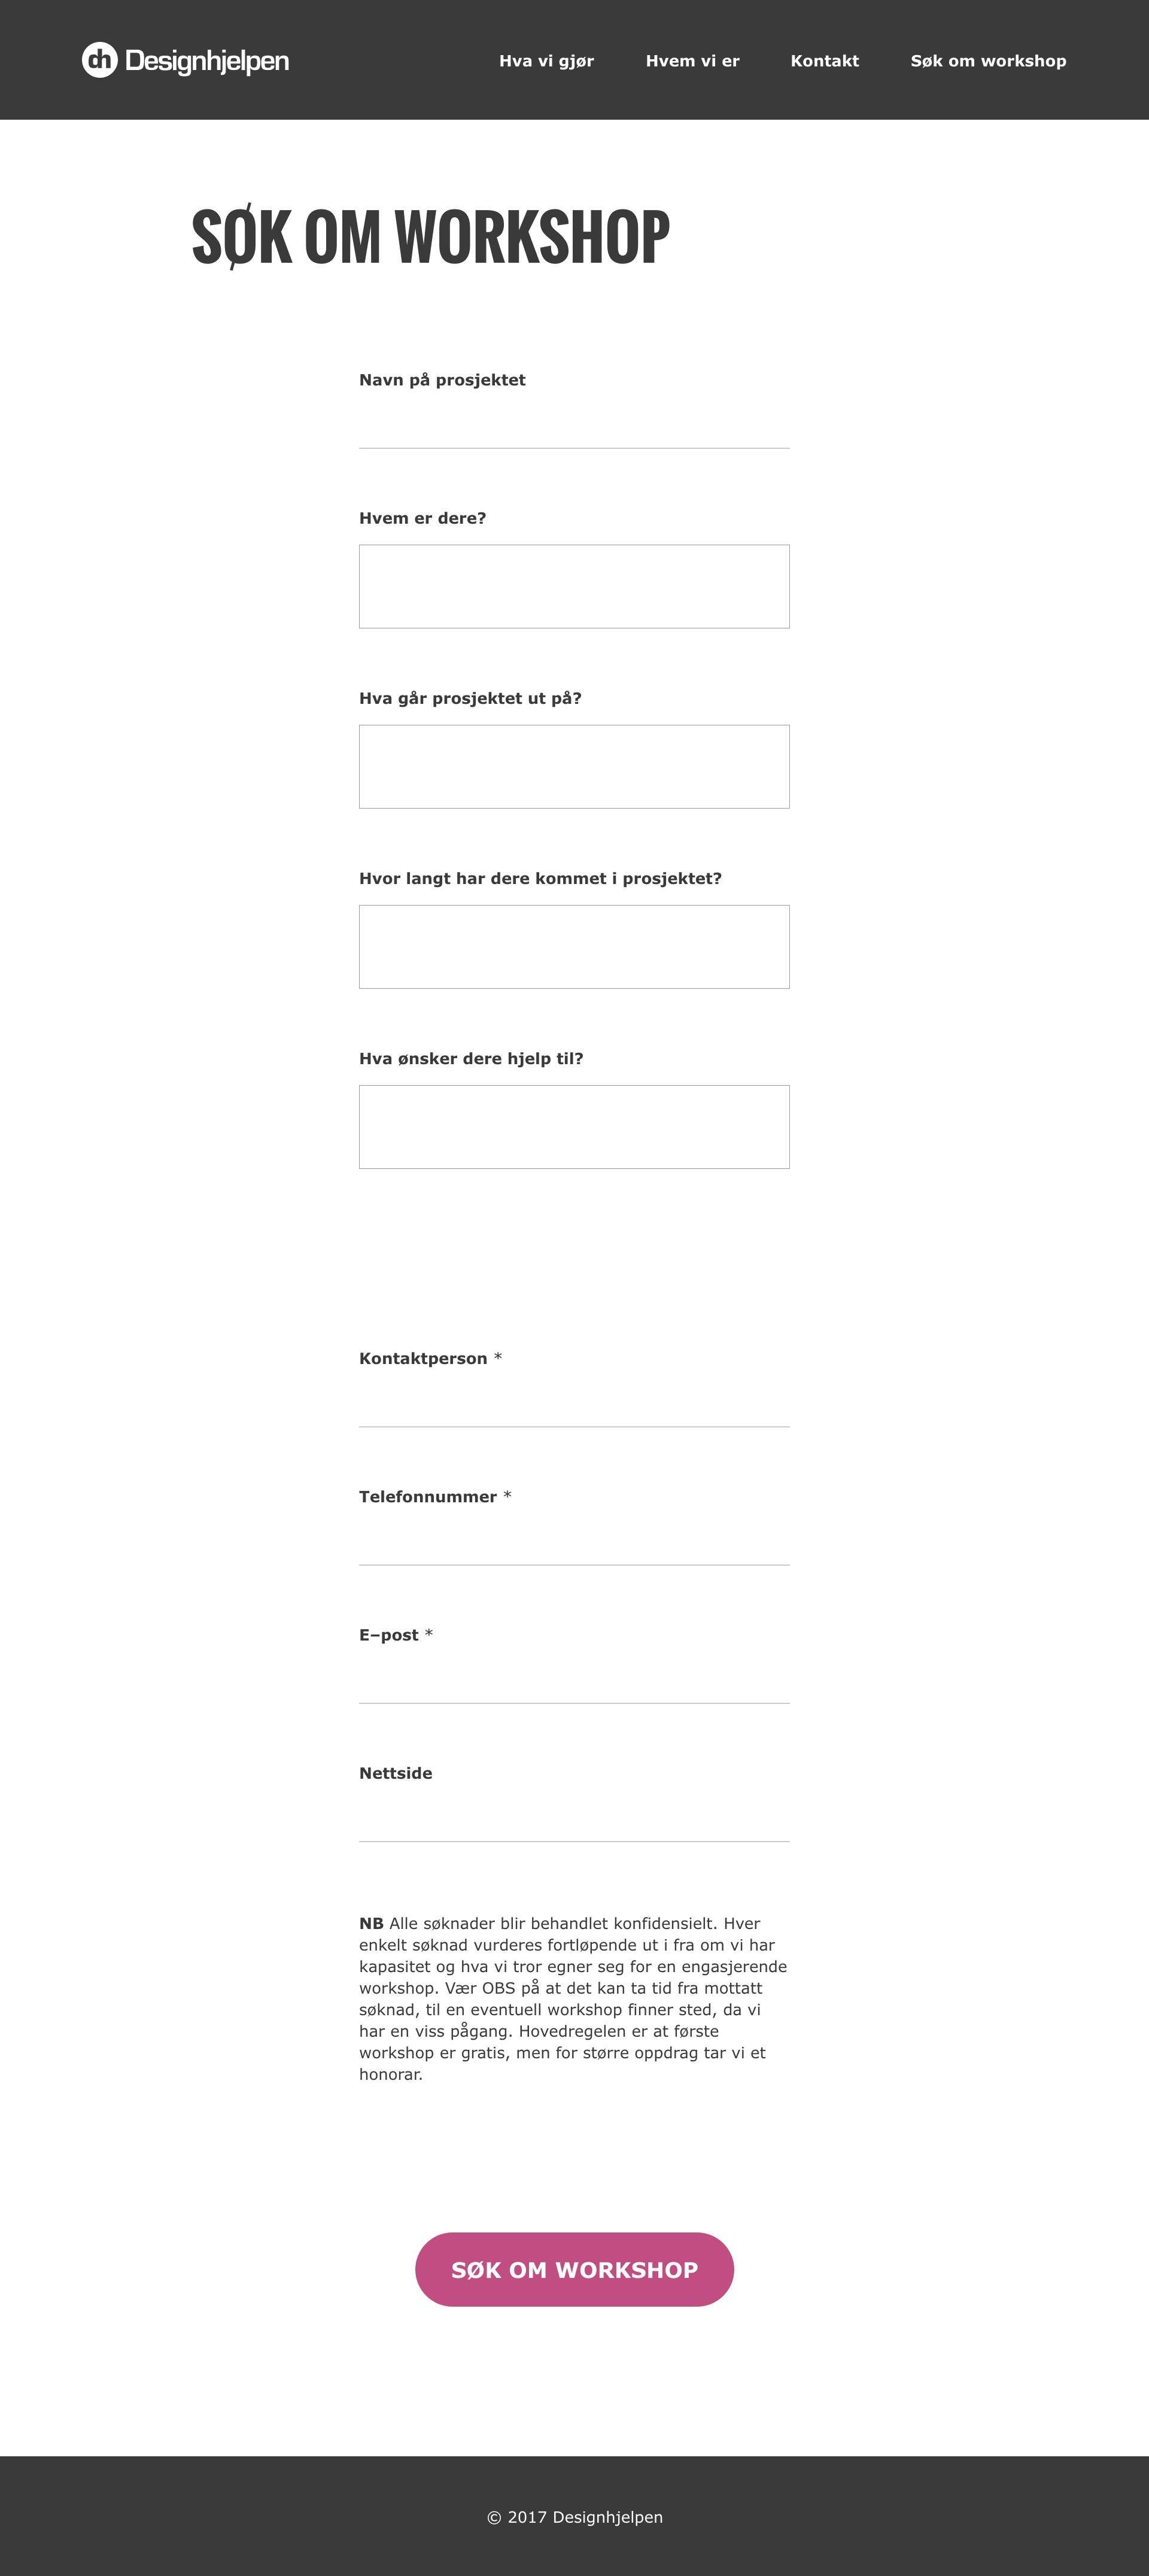 dh Designhjelpen
Hva vi gjør Hvem vi er Kontakt Søk om workshop
SØK OM WORKSHOP
Navn på prosjektet
Hvem er dere?
Hva går prosjektet ut på?
Hvor langt har dere kommet i prosjektet?
Hva ønsker dere hjelp til?
Kontaktperson *
Telefonnummer *
E–post *
Nettside
NB Alle søknader blir behandlet konfidensielt. Hver
enkelt søknad vurderes fortløpende ut i fra om vi har
kapasitet og hva vi tror egner seg for en engasjerende
workshop. Vær OBS på at det kan ta tid fra mottatt
søknad, til en eventuell workshop finner sted, da vi
har en viss pågang. Hovedregelen er at første
workshop er gratis, men for større oppdrag tar vi et
honorar.
SØK OM WORKSHOP
© 2017 Designhjelpen